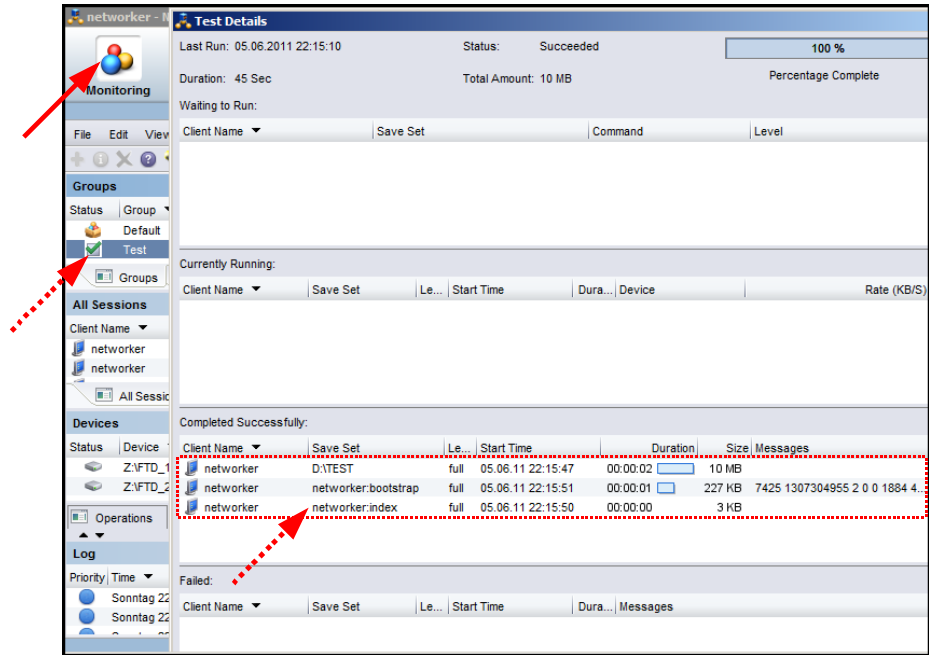 networker - N
Monitoring
File Edit View
Groups
Status Group
Default
Test
Groups
All Sessions
Client Name
networker
networker
All Sessio
Devices
Status Device
Z:\FTD_1
Z:\FTD_2
Operations
Log
Priority Time
Sonntag 22
Sonntag 22
Test Details
Last Run: 05.06.2011 22:15:10 Status: Succeeded 100 %
Duration: 45 Sec Total Amount: 10 MB Percentage Complete
Waiting to Run:
Client Name Save Set Command Level
Currently Running:
Client Name Save Set Le... Start Time Dura... Device Rate (KB/S)
Completed Successfully:
Client Name Save Set Le... Start Time Duration Size Messages
networker D:\TEST full 05.06.11 22:15:47 00:00:02 10 MB
networker networker:bootstrap full 05.06.11 22:15:51 00:00:01 227 KB 7425 1307304955 2 0 0 1884 4...
networker networker:index full 05.06.11 22:15:50 00:00:00 3 KB
Failed:
Client Name Save Set Le... Start Time Dura... Messages